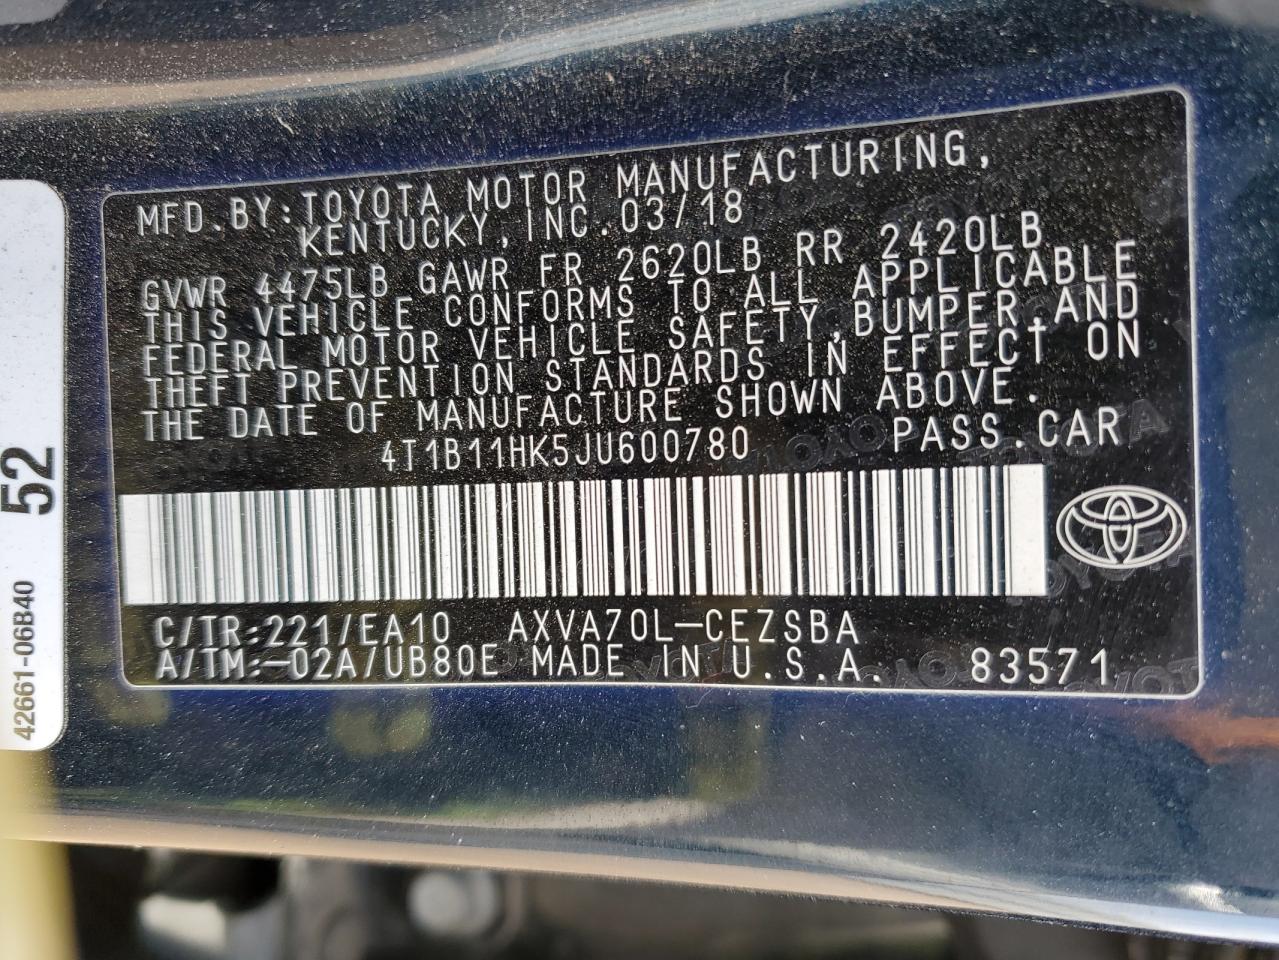 MFD.BY:TOYOTA MOTOR MANUFACTURING,
KENTUCKY, INC.03/18
GVWR 4475LB GAWR FR 2620LB RR 2420LB
THIS VEHICLE CONFORMS TO ALL APPLICABLE
FEDERAL MOTOR VEHICLE SAFETY,BUMPER,AND
THEFT PREVENTION STANDARDS IN EFFECT ON
THE DATE OF MANUFACTURE SHOWN ABOVE.
4T1B11HK5JU600780 PASS.CAR
C/TR:221/EA10 AXVA70L-CEZSBA
A/TM:-02A/UB80E MADE IN U.S.A. 83571
52
42661-06B40